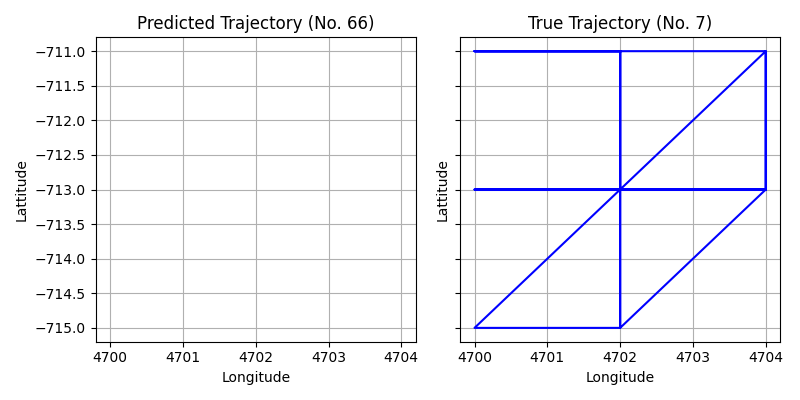 Predicted Trajectory (No. 66)
True Trajectory (No. 7)
−711.0
−711.5
−712.0
−712.5
−713.0
−713.5
−714.0
−714.5
−715.0
Lattitude
Lattitude
4700 4701 4702 4703 4704
4700 4701 4702 4703 4704
Longitude
Longitude